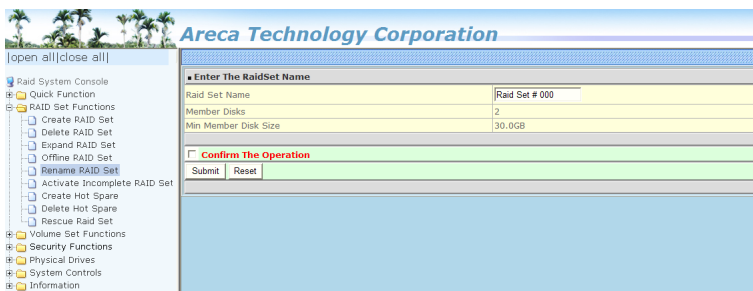 Areca Technology Corporation
|open all|close all|
Raid System Console
Quick Function
RAID Set Functions
Create RAID Set
Delete RAID Set
Expand RAID Set
Offline RAID Set
Rename RAID Set
Activate Incomplete RAID Set
Create Hot Spare
Delete Hot Spare
Rescue Raid Set
Volume Set Functions
Security Functions
Physical Drives
System Controls
Information
Enter The RaidSet Name
Raid Set Name Raid Set # 000
Member Disks 2
Min Member Disk Size 30.0GB
Confirm The Operation
Submit Reset